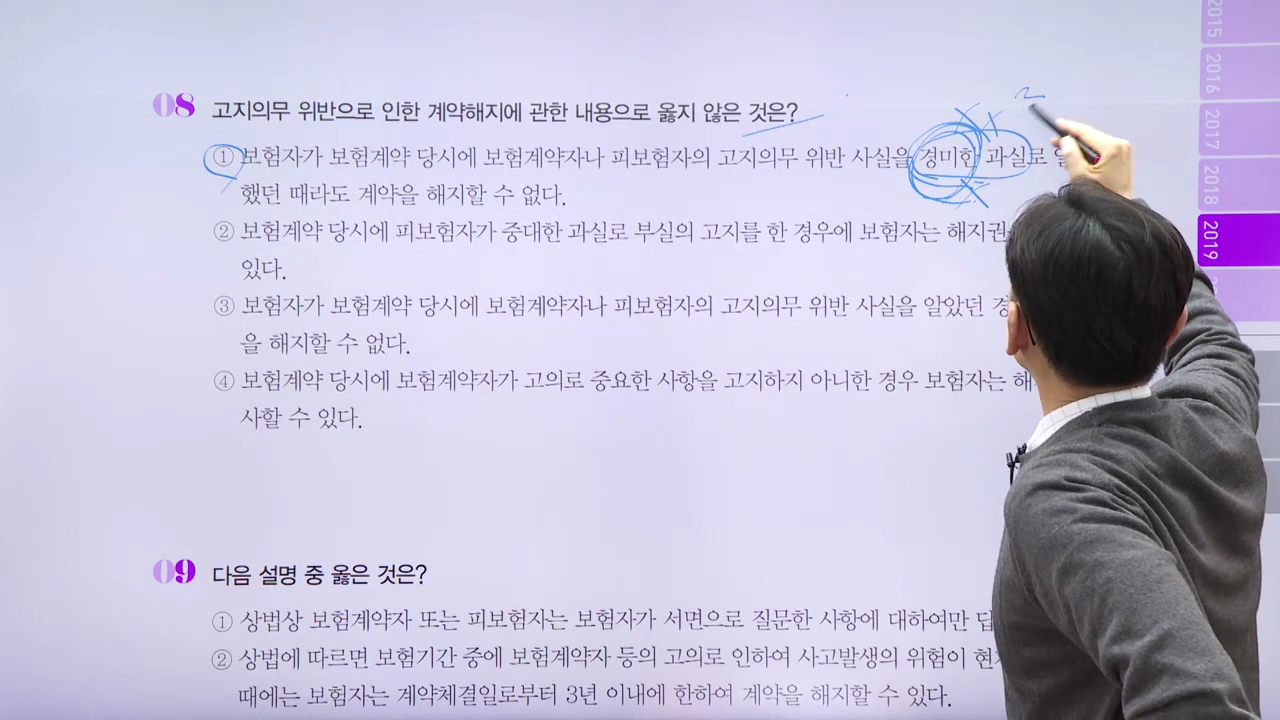 2015
2016
2017
2018
2019
08 고지의무 위반으로 인한 계약해지에 관한 내용으로 옳지 않은 것은?
① 보험자가 보험계약 당시에 보험계약자나 피보험자의 고지의무 위반 사실을 경미한 과실로
했던 때라도 계약을 해지할 수 없다.
② 보험계약 당시에 피보험자가 중대한 과실로 부실의 고지를 한 경우에 보험자는
있다.
③ 보험자가 보험계약 당시에 보험계약자나 피보험자의 고지의무 위반 사실을 알았던
을 해지할 수 없다.
④ 보험계약 당시에 보험계약자가 고의로 중요한 사항을 고지하지 아니한 경우 보험자는
사할 수 있다.
09 다음 설명 중 옳은 것은?
① 상법상 보험계약자 또는 피보험자는 보험자가 서면으로 질문한 사항에 대하여만
② 상법에 따르면 보험기간 중에 보험계약자 등의 고의로 인하여 사고발생의 위험이
때에는 보험자는 계약체결일로부터 3년 이내에 한하여 계약을 해지할 수 있다.